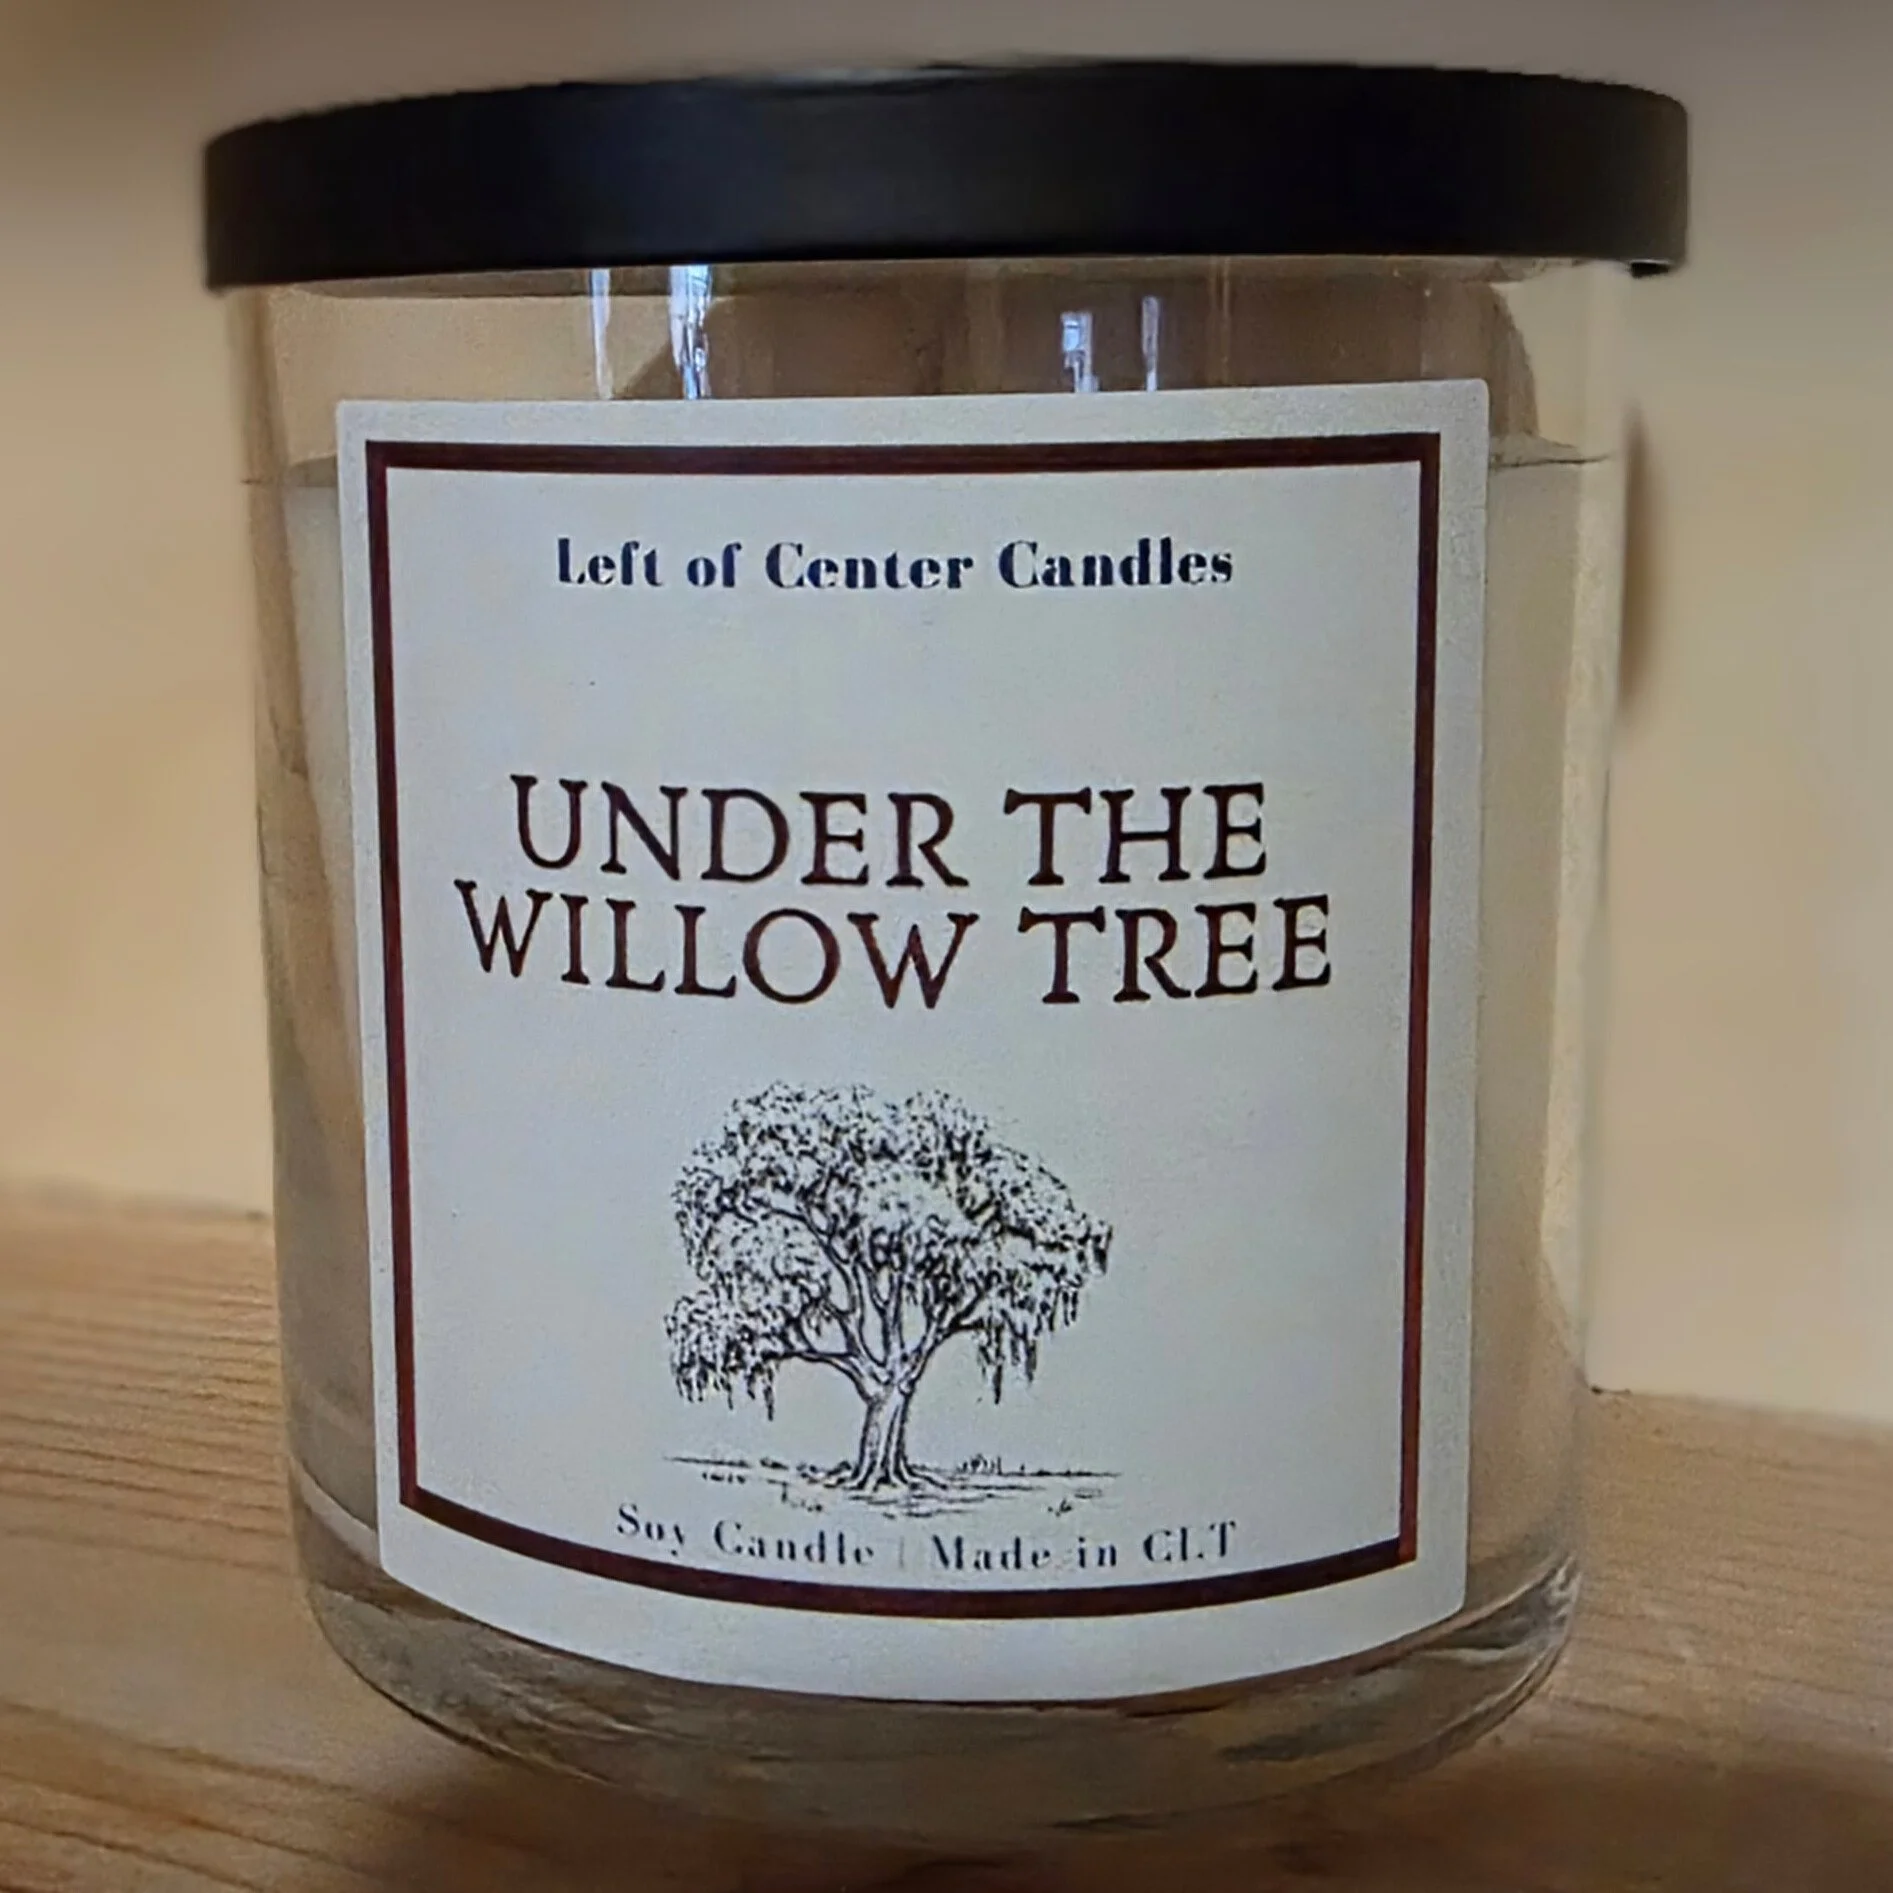 Left of Center Candles
UNDER THE
WILLOW TREE
Soy Candle | Made in CLT